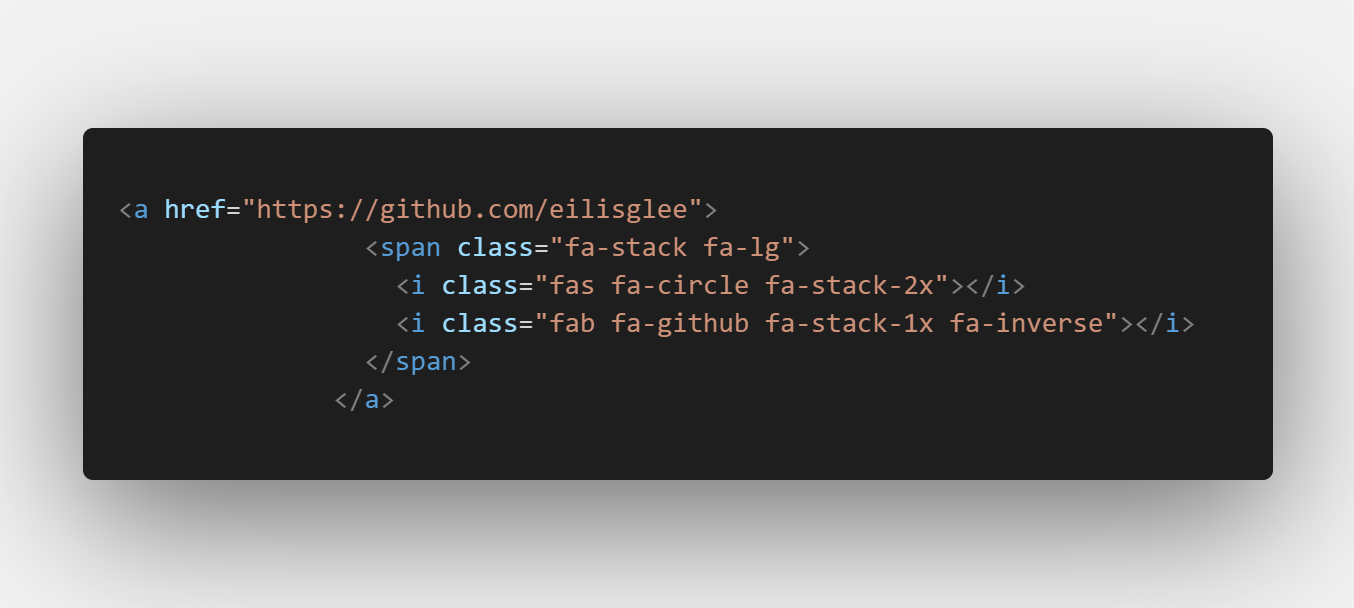 <a href="https://github.com/eilisglee">
<span class="fa-stack fa-lg">
<i class="fas fa-circle fa-stack-2x"></i>
<i class="fab fa-github fa-stack-1x fa-inverse"></i>
</span>
</a>